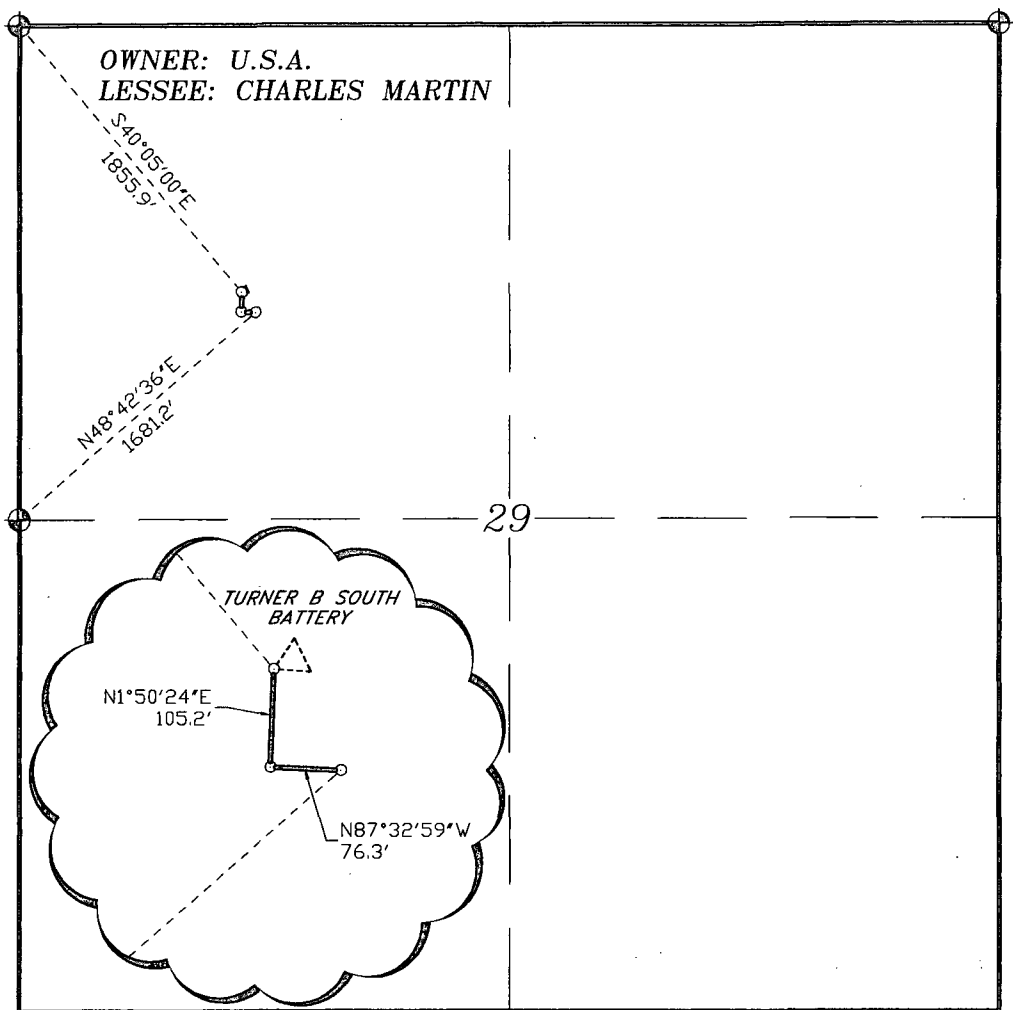 OWNER: U.S.A.
LESSEE: CHARLES MARTIN
S40°05'00"E
1855.9'
N48°42'36"E
1681.2'
29
TURNER B SOUTH
BATTERY
N1°50'24"E
105.2'
N87°32'59"W
76.3'